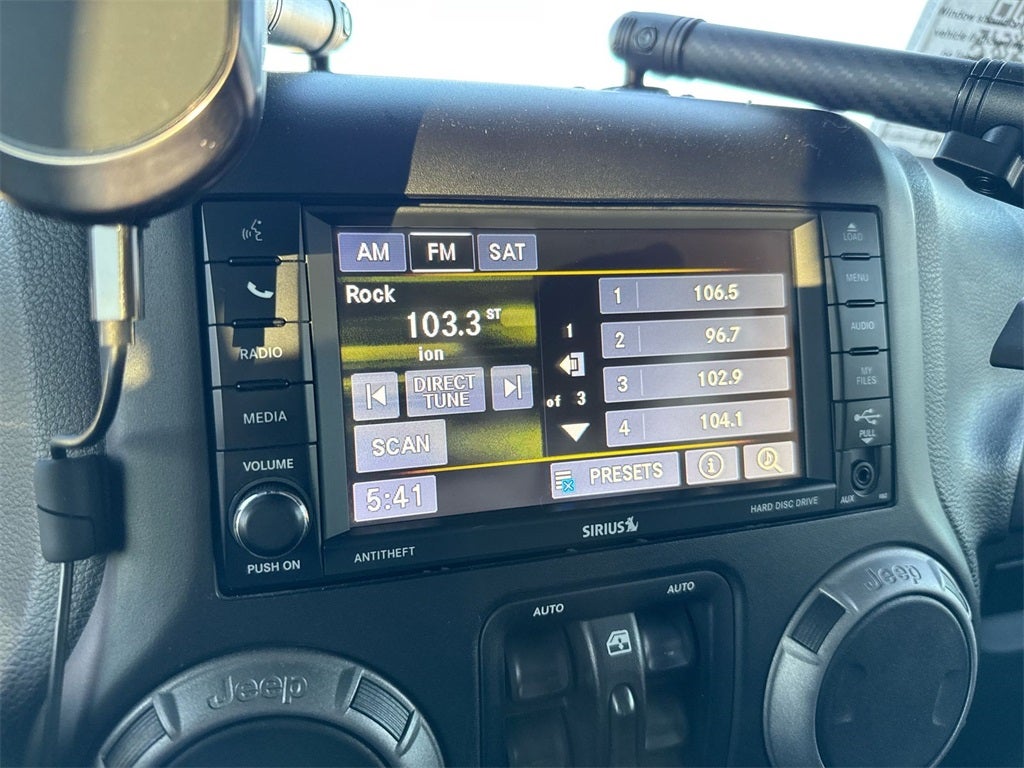 Window s
vehicle
AM FM SAT
Rock
103.3 ST
ion
DIRECT
TUNE
SCAN
5:41
1
of 3
1 106.5
2 96.7
3 102.9
4 104.1
PRESETS
RADIO
MEDIA
VOLUME
PUSH ON
LOAD
MENU
AUDIO
MY
FILES
PULL
AUX
ANTITHEFT
SIRIUS
HARD DISC DRIVE
AUTO AUTO
Jeep
Jeep